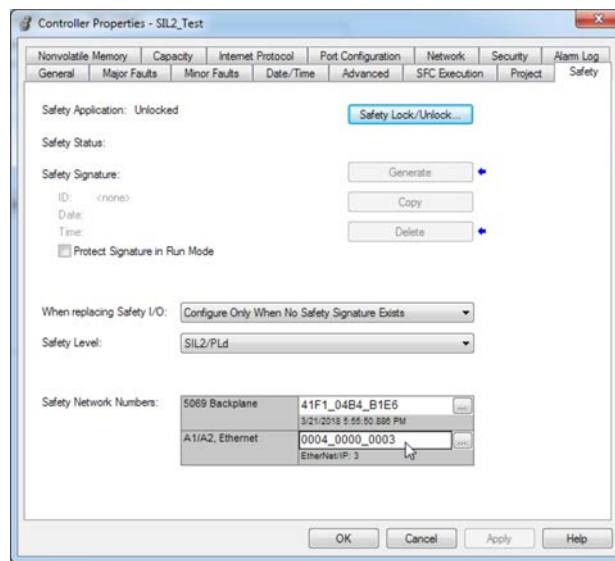 Controller Properties - SIL2_Test
Nonvolatile Memory Capacity Internet Protocol Port Configuration Network Security Alarm Log
General Major Faults Minor Faults Date/Time Advanced SFC Execution Project Safety
Safety Application: Unlocked
Safety Lock/Unlock...
Safety Status:
Safety Signature:
Generate
ID: <none>
Copy
Date:
Time:
Delete
Protect Signature in Run Mode
When replacing Safety I/O: Configure Only When No Safety Signature Exists
Safety Level: SIL2/PLd
Safety Network Numbers: 5069 Backplane 41F1_04B4_B1E6 ...
3/21/2018 5:55:50.886 PM
A1/A2, Ethernet 0004_0000_0003 ...
EtherNet/IP: 3
OK Cancel Apply Help